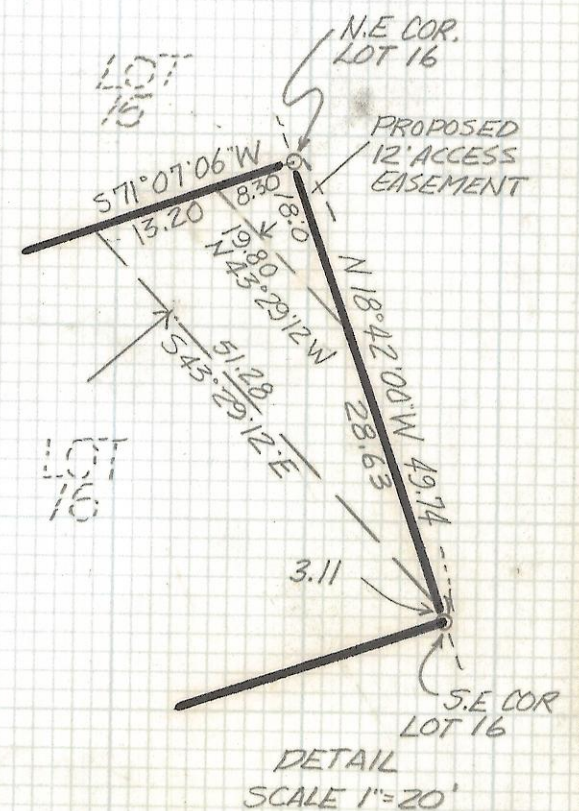 N.E COR.
LOT 16
LOT
15
PROPOSED
12' ACCESS
EASEMENT
S71°07'06"W
8.30
18.0
13.20
19.80
N43°29'12"W
N18°42'00"W 49.74
28.63
51.28
S43°29'12"E
LOT
16
3.11
S.E COR
LOT 16
DETAIL
SCALE 1"=20'